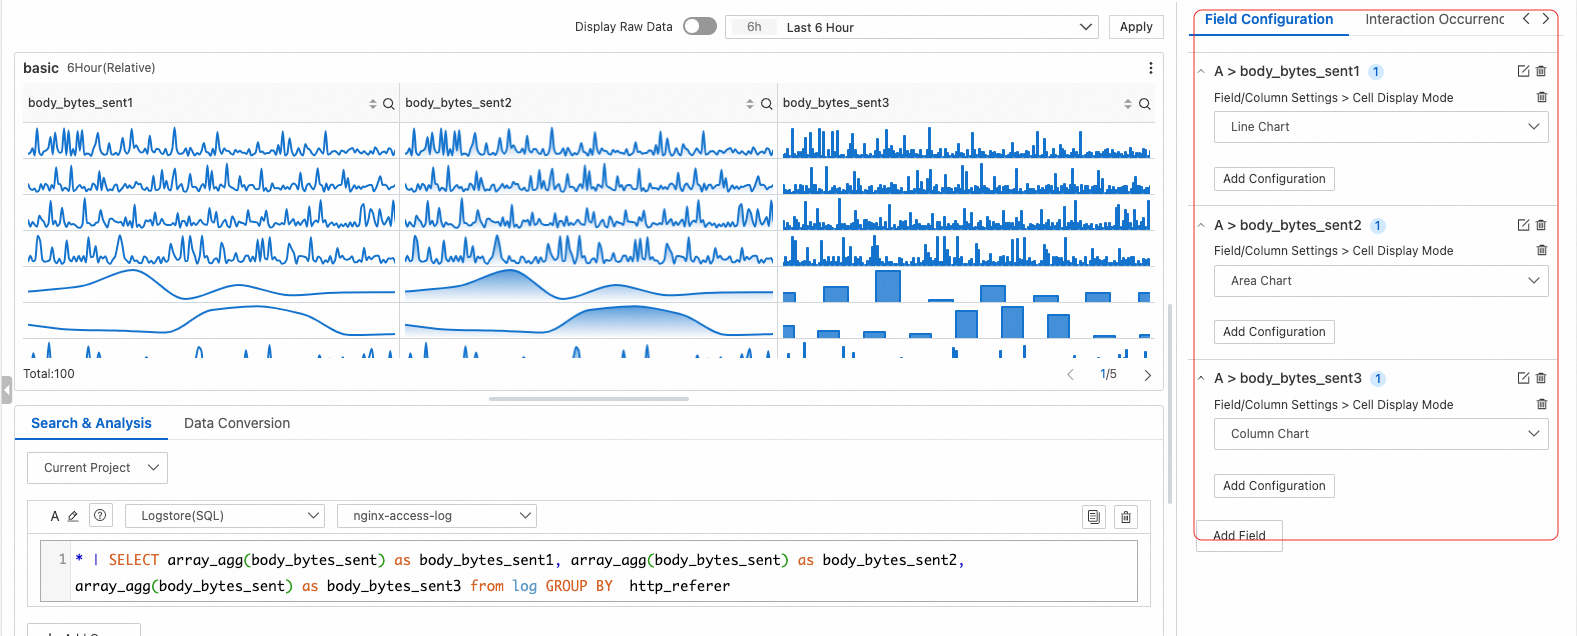 Display Raw Data
6h Last 6 Hour
Apply
basic 6Hour(Relative)
body_bytes_sent1
body_bytes_sent2
body_bytes_sent3
Total:100
1/5
Search & Analysis
Data Conversion
Current Project
A
Logstore(SQL)
nginx-access-log
1 * | SELECT array_agg(body_bytes_sent) as body_bytes_sent1, array_agg(body_bytes_sent) as body_bytes_sent2,
array_agg(body_bytes_sent) as body_bytes_sent3 from log GROUP BY http_referer
Field Configuration
Interaction Occurrenc
A > body_bytes_sent1 1
Field/Column Settings > Cell Display Mode
Line Chart
Add Configuration
A > body_bytes_sent2 1
Field/Column Settings > Cell Display Mode
Area Chart
Add Configuration
A > body_bytes_sent3 1
Field/Column Settings > Cell Display Mode
Column Chart
Add Configuration
Add Field